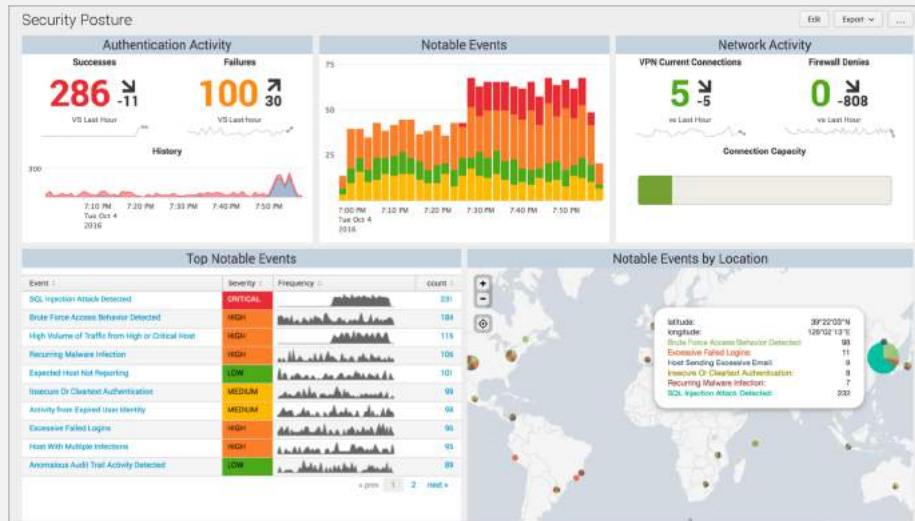 Security Posture
Edit
Export
...
Authentication Activity
Successes
Failures
286
-11
100
30
VS Last Hour
VS Last hour
History
300
7:10 PM
7:20 PM
7:30 PM
7:40 PM
7:50 PM
Tue Oct 4
2016
Notable Events
75
50
25
7:00 PM
7:10 PM
7:20 PM
7:30 PM
7:40 PM
7:50 PM
Tue Oct 4
2016
Network Activity
VPN Current Connections
Firewall Denies
5
-5
0
-808
vs Last Hour
vs Last Hour
Connection Capacity
Top Notable Events
Event
Severity
Frequency
count
SQL Injection Attack Detected
CRITICAL
231
Brute Force Access Behavior Detected
HIGH
184
High Volume of Traffic from High or Critical Host
HIGH
Recurring Malware Infection
HIGH
Expected Host Not Reporting
LOW
101
Insecure Or Cleartext Authentication
MEDIUM
Activity from Expired User Identity
MEDIUM
98
Excessive Failed Logins
HIGH
96
Host With Multiple Infections
HIGH
95
Anomalous Audit Trail Activity Detected
LOW
89
« prev
1
2
next »
Notable Events by Location
+
-
latitude:
39°22'03"N
longitude:
Brute Force Access Behavior Detected:
98
Excessive Failed Logins:
11
Host Sending Excessive Email:
Insecure Or Cleartext Authentication:
Recurring Malware Infection:
7
SQL Injection Attack Detected:
232